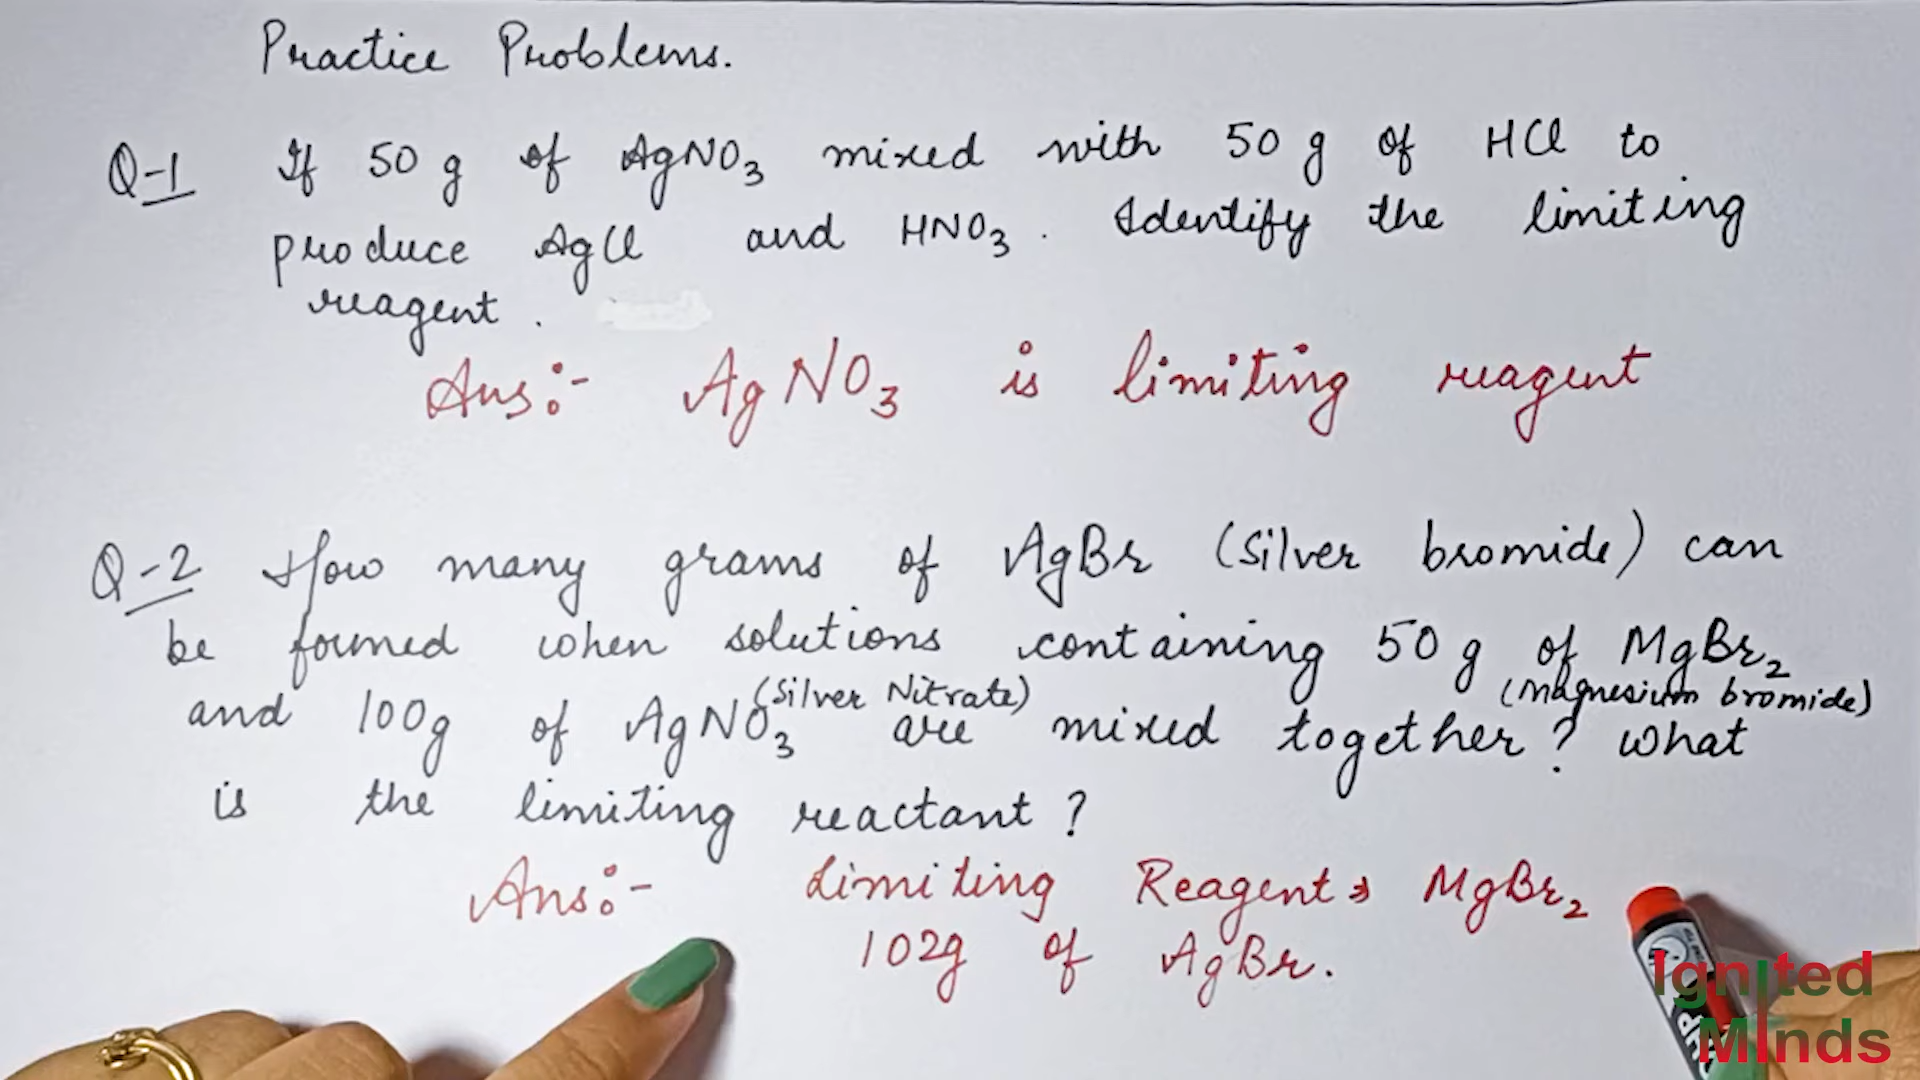 Practice Problems.
Q-1 If 50 g of AgNO3 mixed with 50 g of HCl to
produce AgCl and HNO3. Identify the limiting
reagent.
Ans:- AgNO3 is limiting reagent
Q-2 How many grams of AgBr (Silver bromide) can
be formed when solutions containing 50 g of MgBr2
(Silver Nitrate) (Magnesium bromide)
and 100g of AgNO3 are mixed together? What
is the limiting reactant?
Ans:- Limiting Reagent → MgBr2
102g of AgBr.
Ignited
Minds